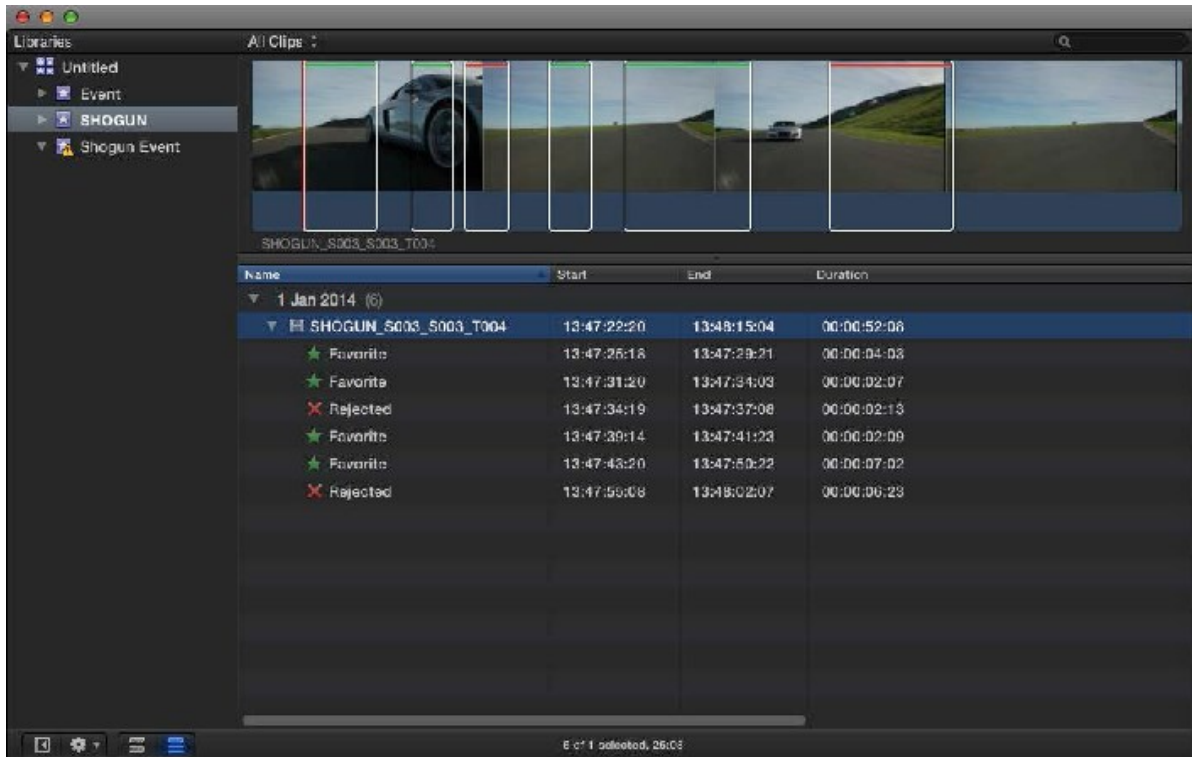 Libraries
All Clips
Untitled
Event
SHOGUN
Shogun Event
SHOGUN_S003_S003_T004
Name Start End Duration
1 Jan 2014 (6)
SHOGUN_S003_S003_T004 13:47:22:20 13:48:15:04 00:00:52:08
Favorite 13:47:25:18 13:47:29:21 00:00:04:03
Favorite 13:47:31:20 13:47:34:03 00:00:02:07
Rejected 13:47:34:19 13:47:37:08 00:00:02:13
Favorite 13:47:39:14 13:47:41:23 00:00:02:09
Favorite 13:47:43:20 13:47:50:22 00:00:07:02
Rejected 13:47:55:08 13:48:02:07 00:00:06:23
6 of 1 selected,